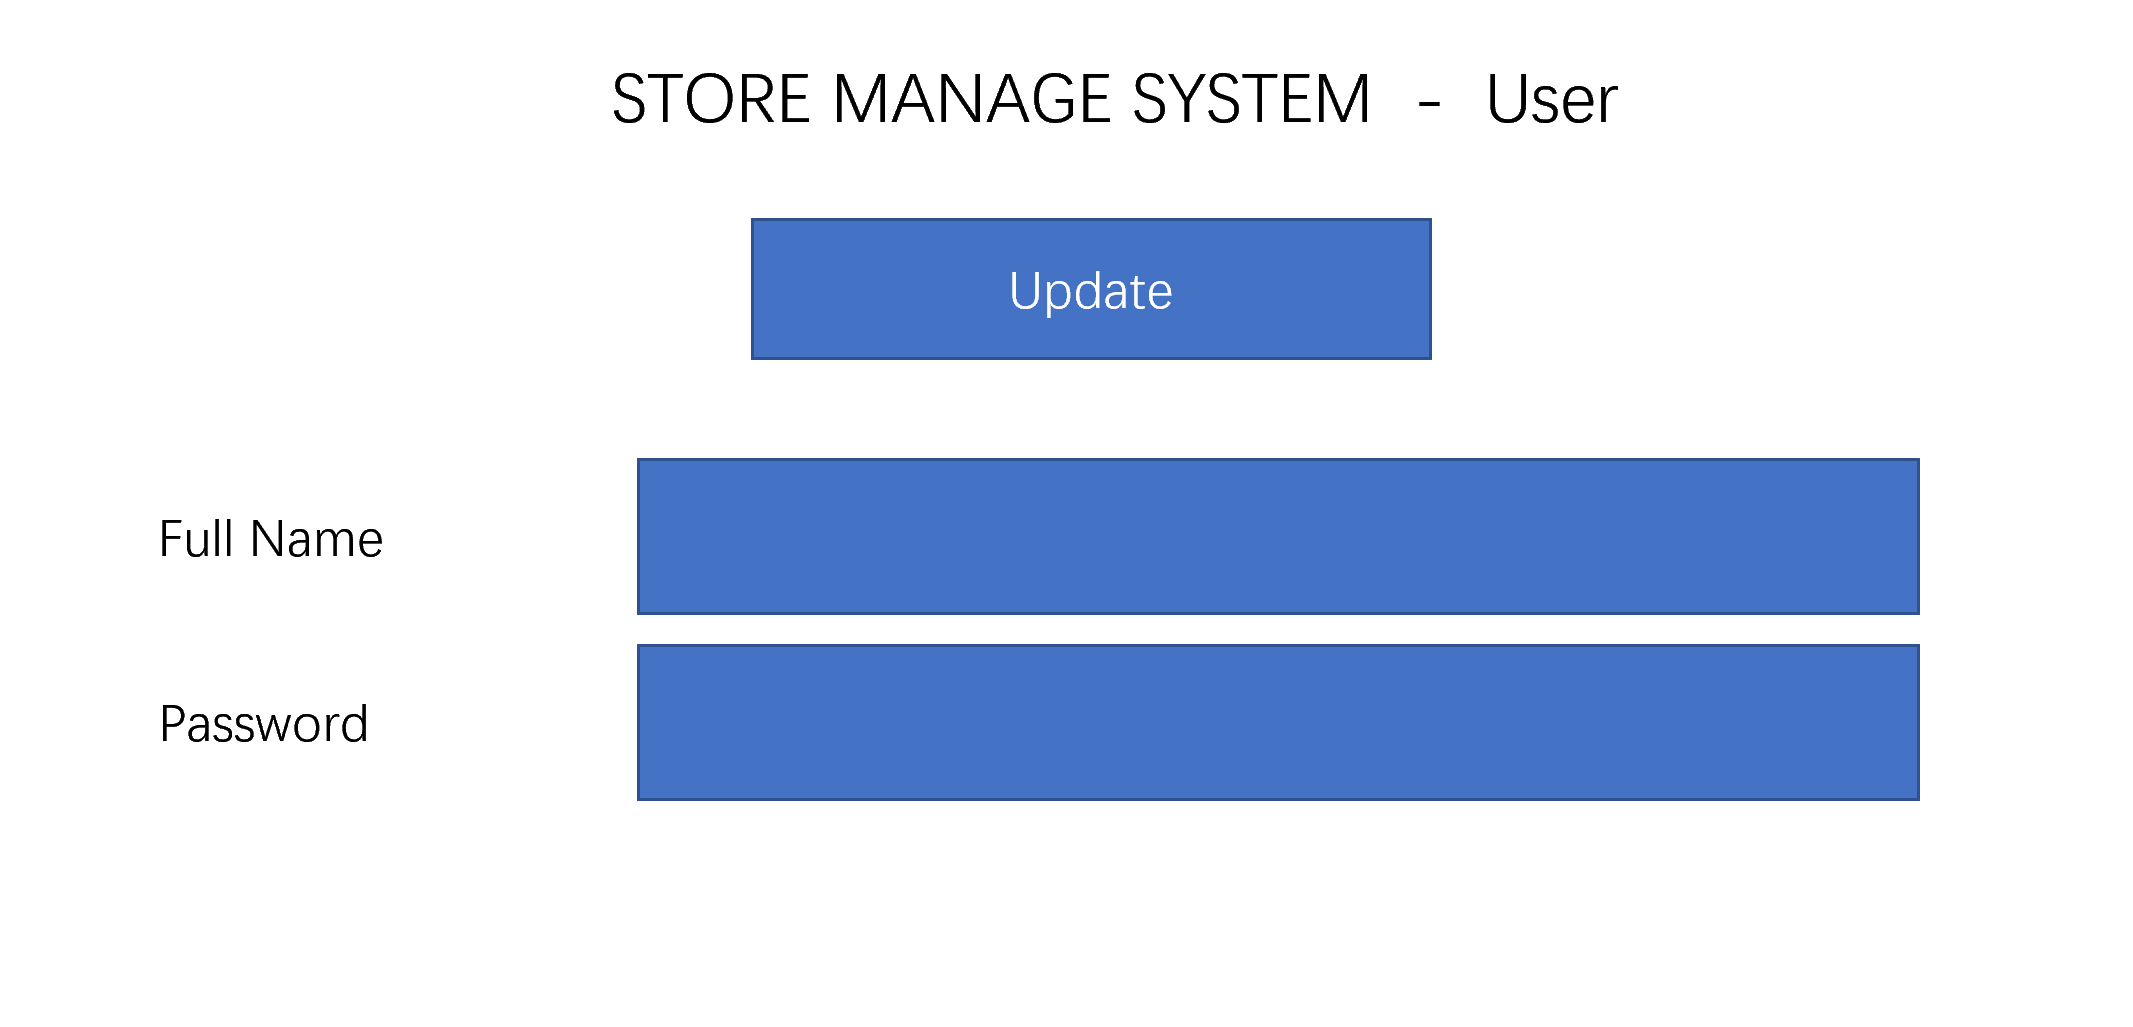 STORE MANAGE SYSTEM - User
Update
Full Name
Password